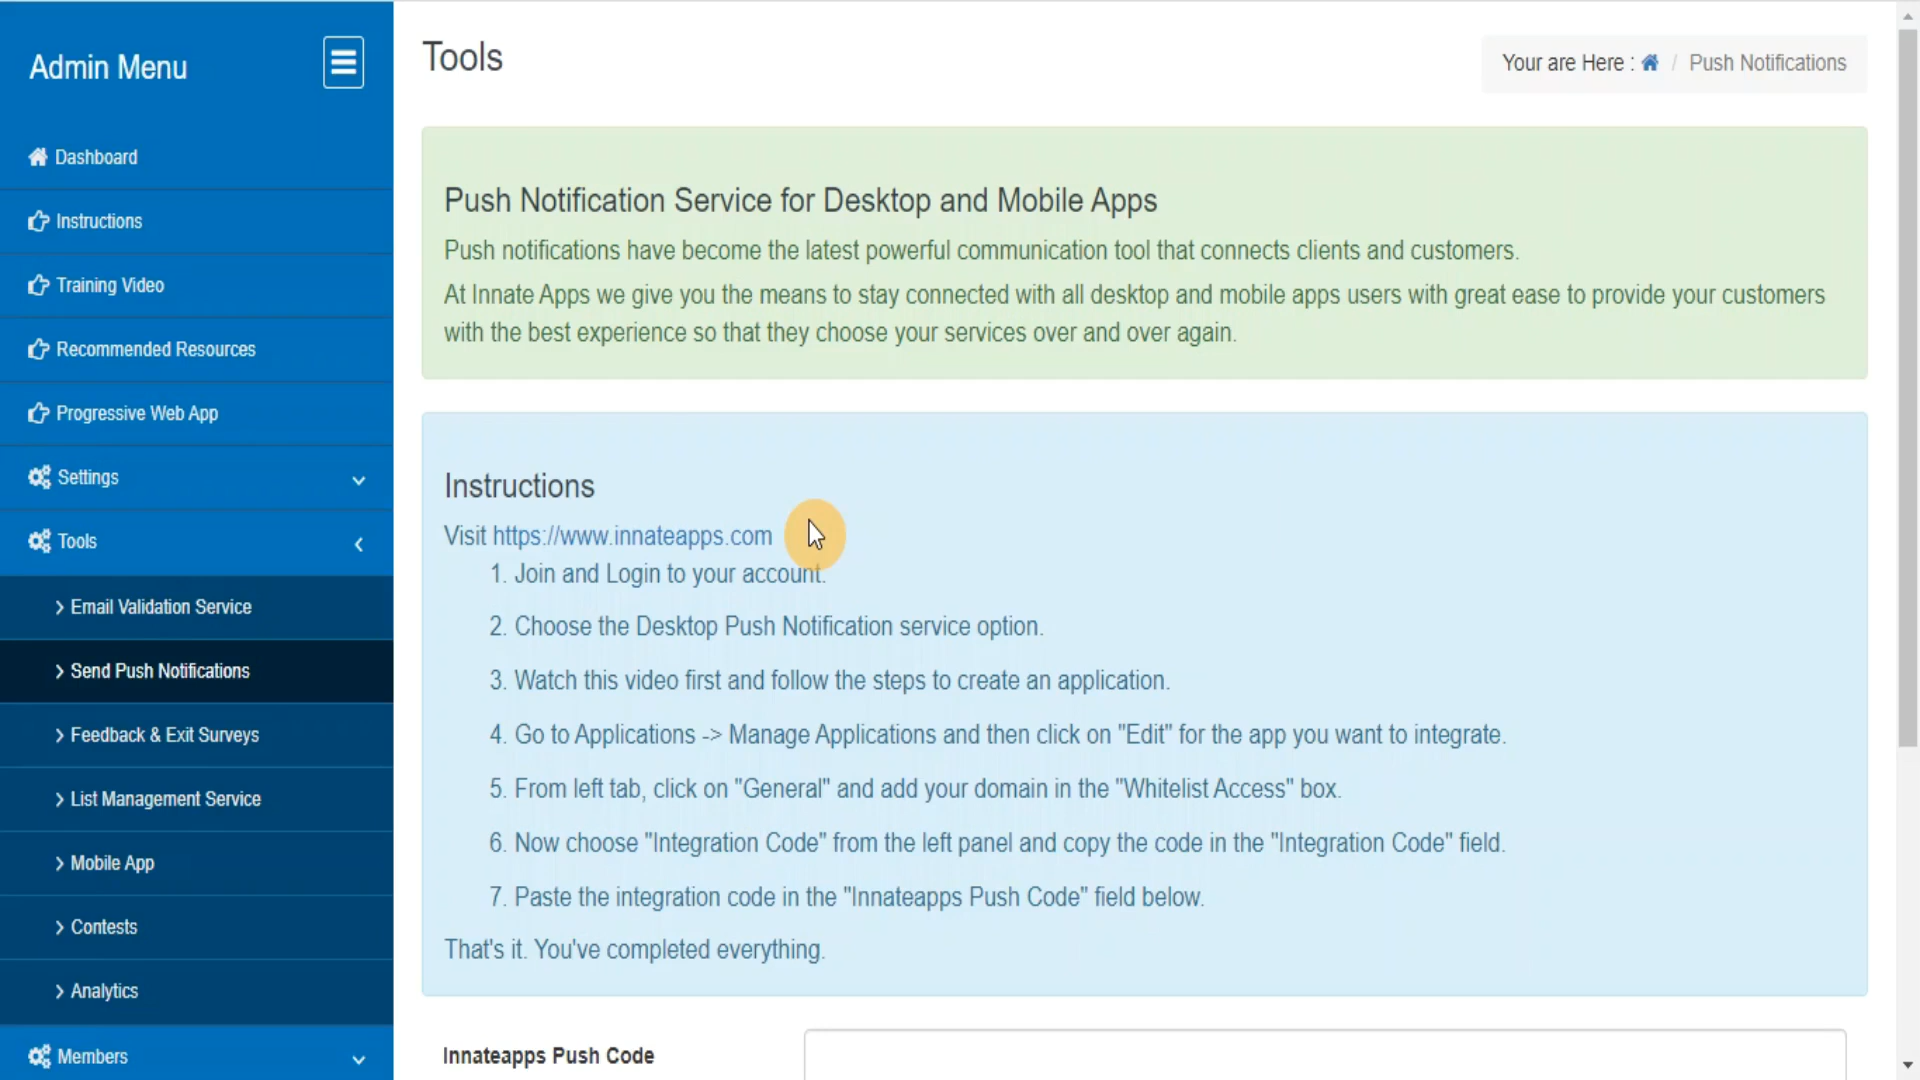 Admin Menu
Dashboard
Instructions
Training Video
Recommended Resources
Progressive Web App
Settings
Tools
Email Validation Service
Send Push Notifications
Feedback & Exit Surveys
List Management Service
Mobile App
Contests
Analytics
Members
Tools
Your are Here : / Push Notifications
Push Notification Service for Desktop and Mobile Apps
Push notifications have become the latest powerful communication tool that connects clients and customers.
At Innate Apps we give you the means to stay connected with all desktop and mobile apps users with great ease to provide your customers
with the best experience so that they choose your services over and over again.
Instructions
Visit https://www.innateapps.com
1. Join and Login to your account.
2. Choose the Desktop Push Notification service option.
3. Watch this video first and follow the steps to create an application.
4. Go to Applications -> Manage Applications and then click on "Edit" for the app you want to integrate.
5. From left tab, click on "General" and add your domain in the "Whitelist Access" box.
6. Now choose "Integration Code" from the left panel and copy the code in the "Integration Code" field.
7. Paste the integration code in the "Innateapps Push Code" field below.
That's it. You've completed everything.
Innateapps Push Code